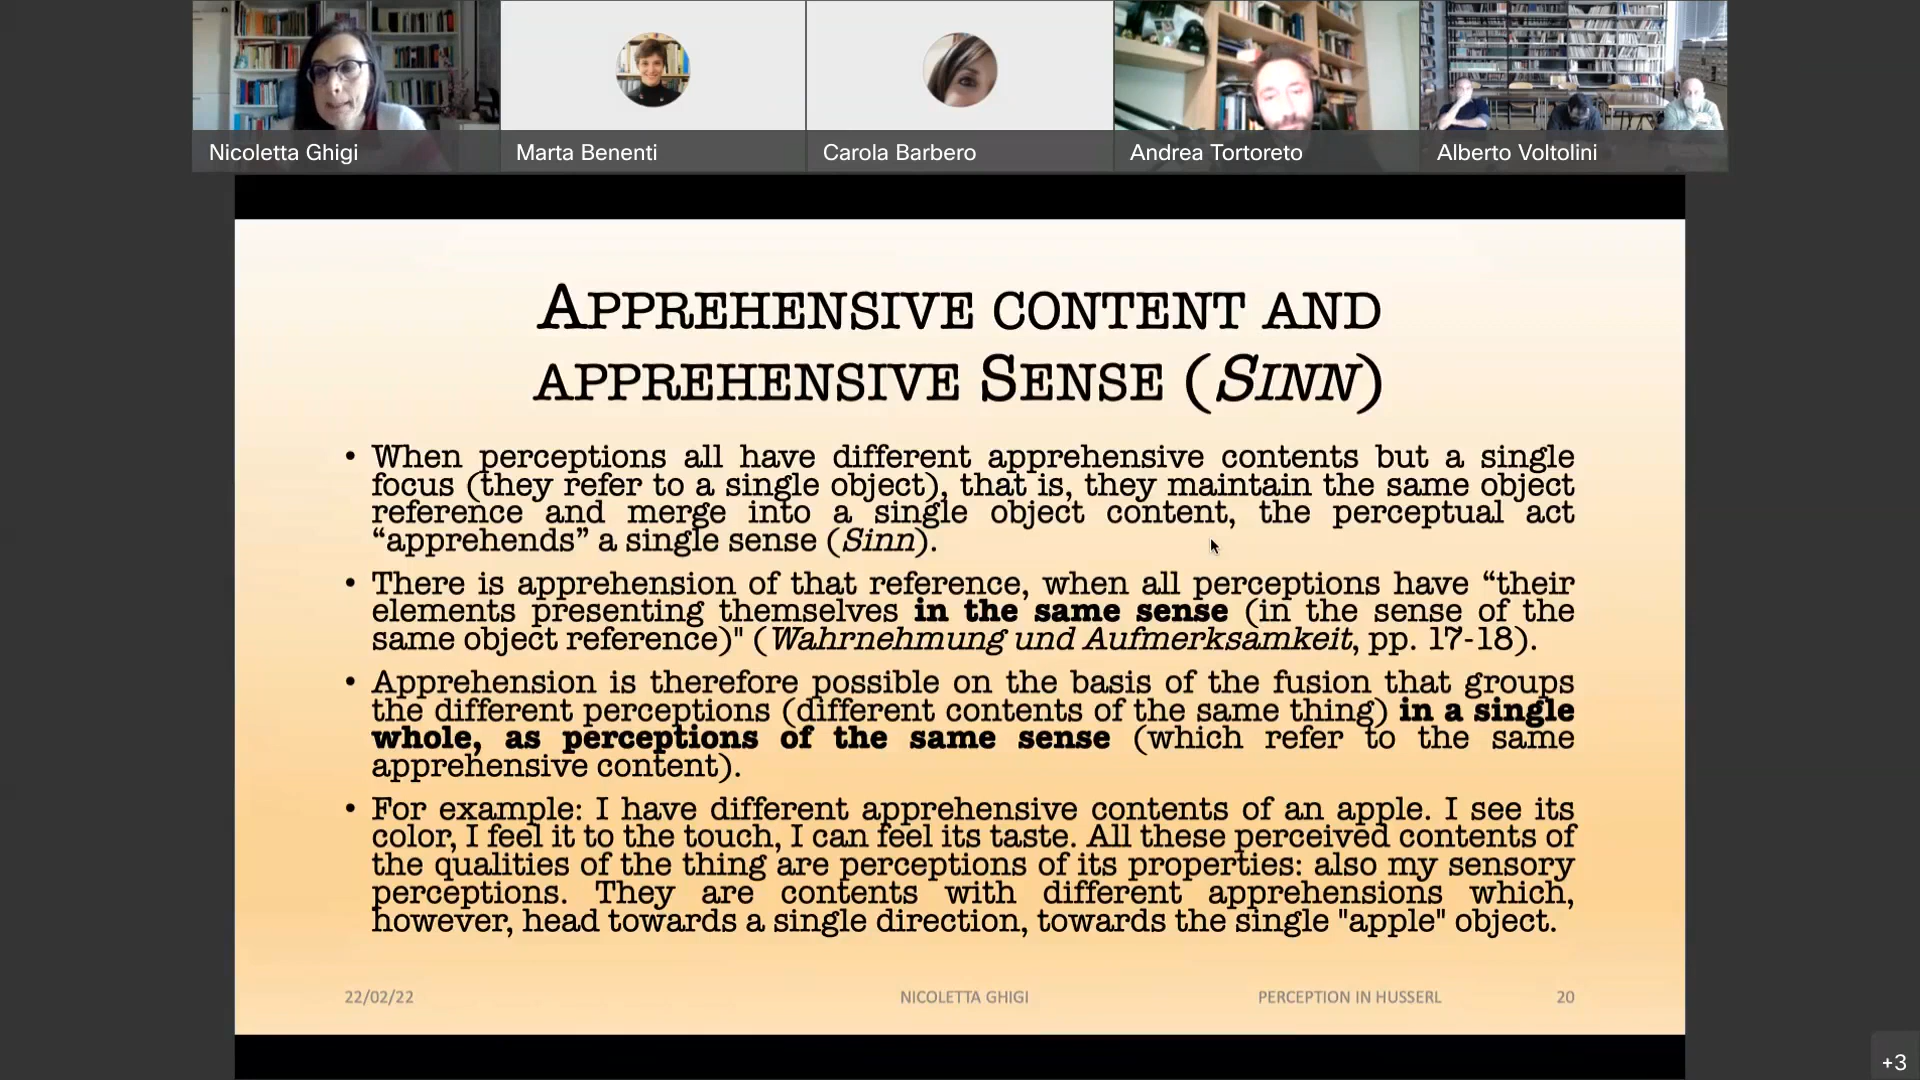 Nicoletta Ghigi
Marta Benenti
Carola Barbero
Andrea Tortoreto
Alberto Voltolini
APPREHENSIVE CONTENT AND
APPREHENSIVE SENSE (SINN)
• When perceptions all have different apprehensive contents but a single
focus (they refer to a single object), that is, they maintain the same object
reference and merge into a single object content, the perceptual act
“apprehends” a single sense (Sinn).
• There is apprehension of that reference, when all perceptions have “their
elements presenting themselves in the same sense (in the sense of the
same object reference)" (Wahrnehmung und Aufmerksamkeit, pp. 17-18).
• Apprehension is therefore possible on the basis of the fusion that groups
the different perceptions (different contents of the same thing) in a single
whole, as perceptions of the same sense (which refer to the same
apprehensive content).
• For example: I have different apprehensive contents of an apple. I see its
color, I feel it to the touch, I can feel its taste. All these perceived contents of
the qualities of the thing are perceptions of its properties: also my sensory
perceptions. They are contents with different apprehensions which,
however, head towards a single direction, towards the single "apple" object.
22/02/22
NICOLETTA GHIGI
PERCEPTION IN HUSSERL
20
+3